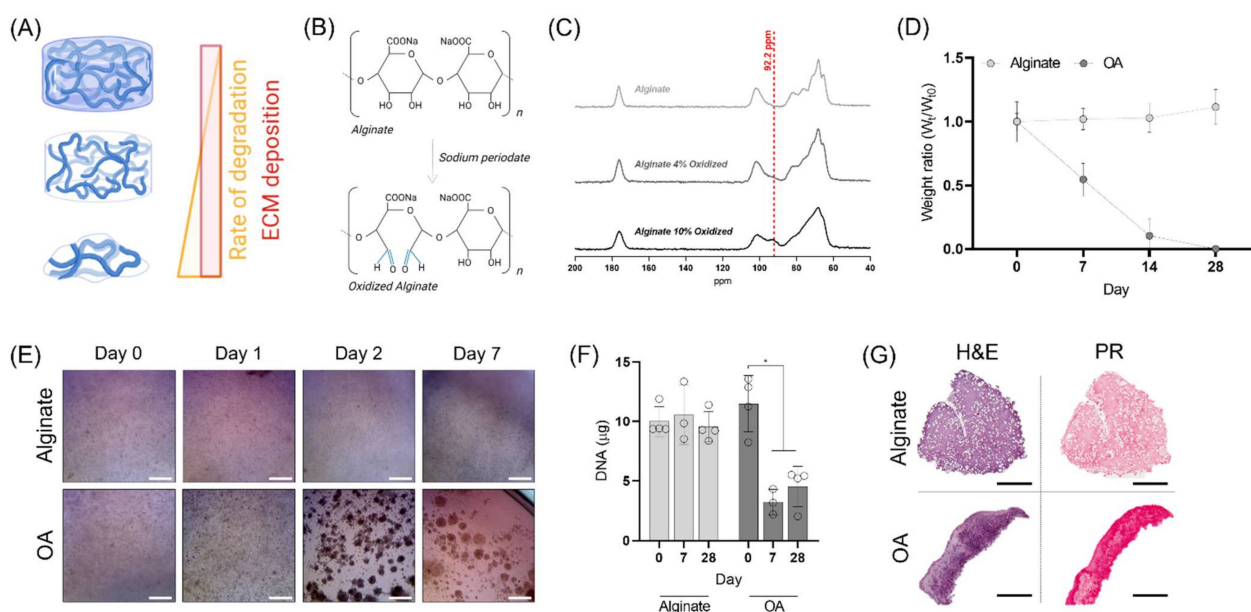 (A)
Rate of degradation
ECM deposition
(B)
COONa
NaOOC
O
O
O
O
HO
OH
HO
OH
n
Alginate
Sodium periodate
COONa
NaOOC
O
O
O
O
H
O
O
H
HO
OH
n
Oxidized Alginate
(C)
92.2 ppm
Alginate
Alginate 4% Oxidized
Alginate 10% Oxidized
200 180 160 140 120 100 80 60 40
ppm
(D)
Alginate OA
Weight ratio (Wt/Wt0)
1.5
1.0
0.5
0.0
0 7 14 28
Day
(E)
Day 0 Day 1 Day 2 Day 7
Alginate
OA
(F)
*
DNA (μg)
15
10
5
0
0 7 28 0 7 28
Day
Alginate OA
(G)
H&E PR
Alginate
OA